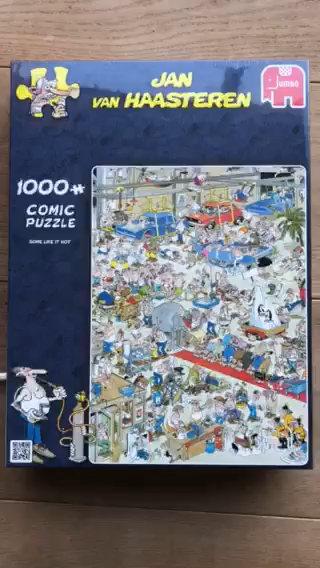 JAN
VAN HAASTEREN
Jumbo
1000
COMIC
PUZZLE
SOME LIKE IT HOT